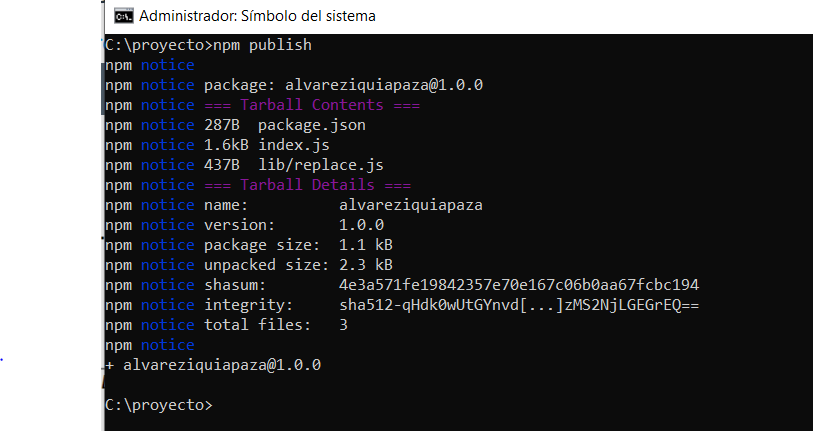 Administrador: Símbolo del sistema
C:\proyecto>npm publish
npm notice
npm notice package: alvareziquiapaza@1.0.0
npm notice === Tarball Contents ===
npm notice 287B  package.json
npm notice 1.6kB index.js
npm notice 437B  lib/replace.js
npm notice === Tarball Details ===
npm notice name:          alvareziquiapaza
npm notice version:       1.0.0
npm notice package size:  1.1 kB
npm notice unpacked size: 2.3 kB
npm notice shasum:        4e3a571fe19842357e70e167c06b0aa67fcbc194
npm notice integrity:     sha512-qHdk0wUtGYnvd[...]zMS2NjLGEGrEQ==
npm notice total files:   3
npm notice
+ alvareziquiapaza@1.0.0
C:\proyecto>